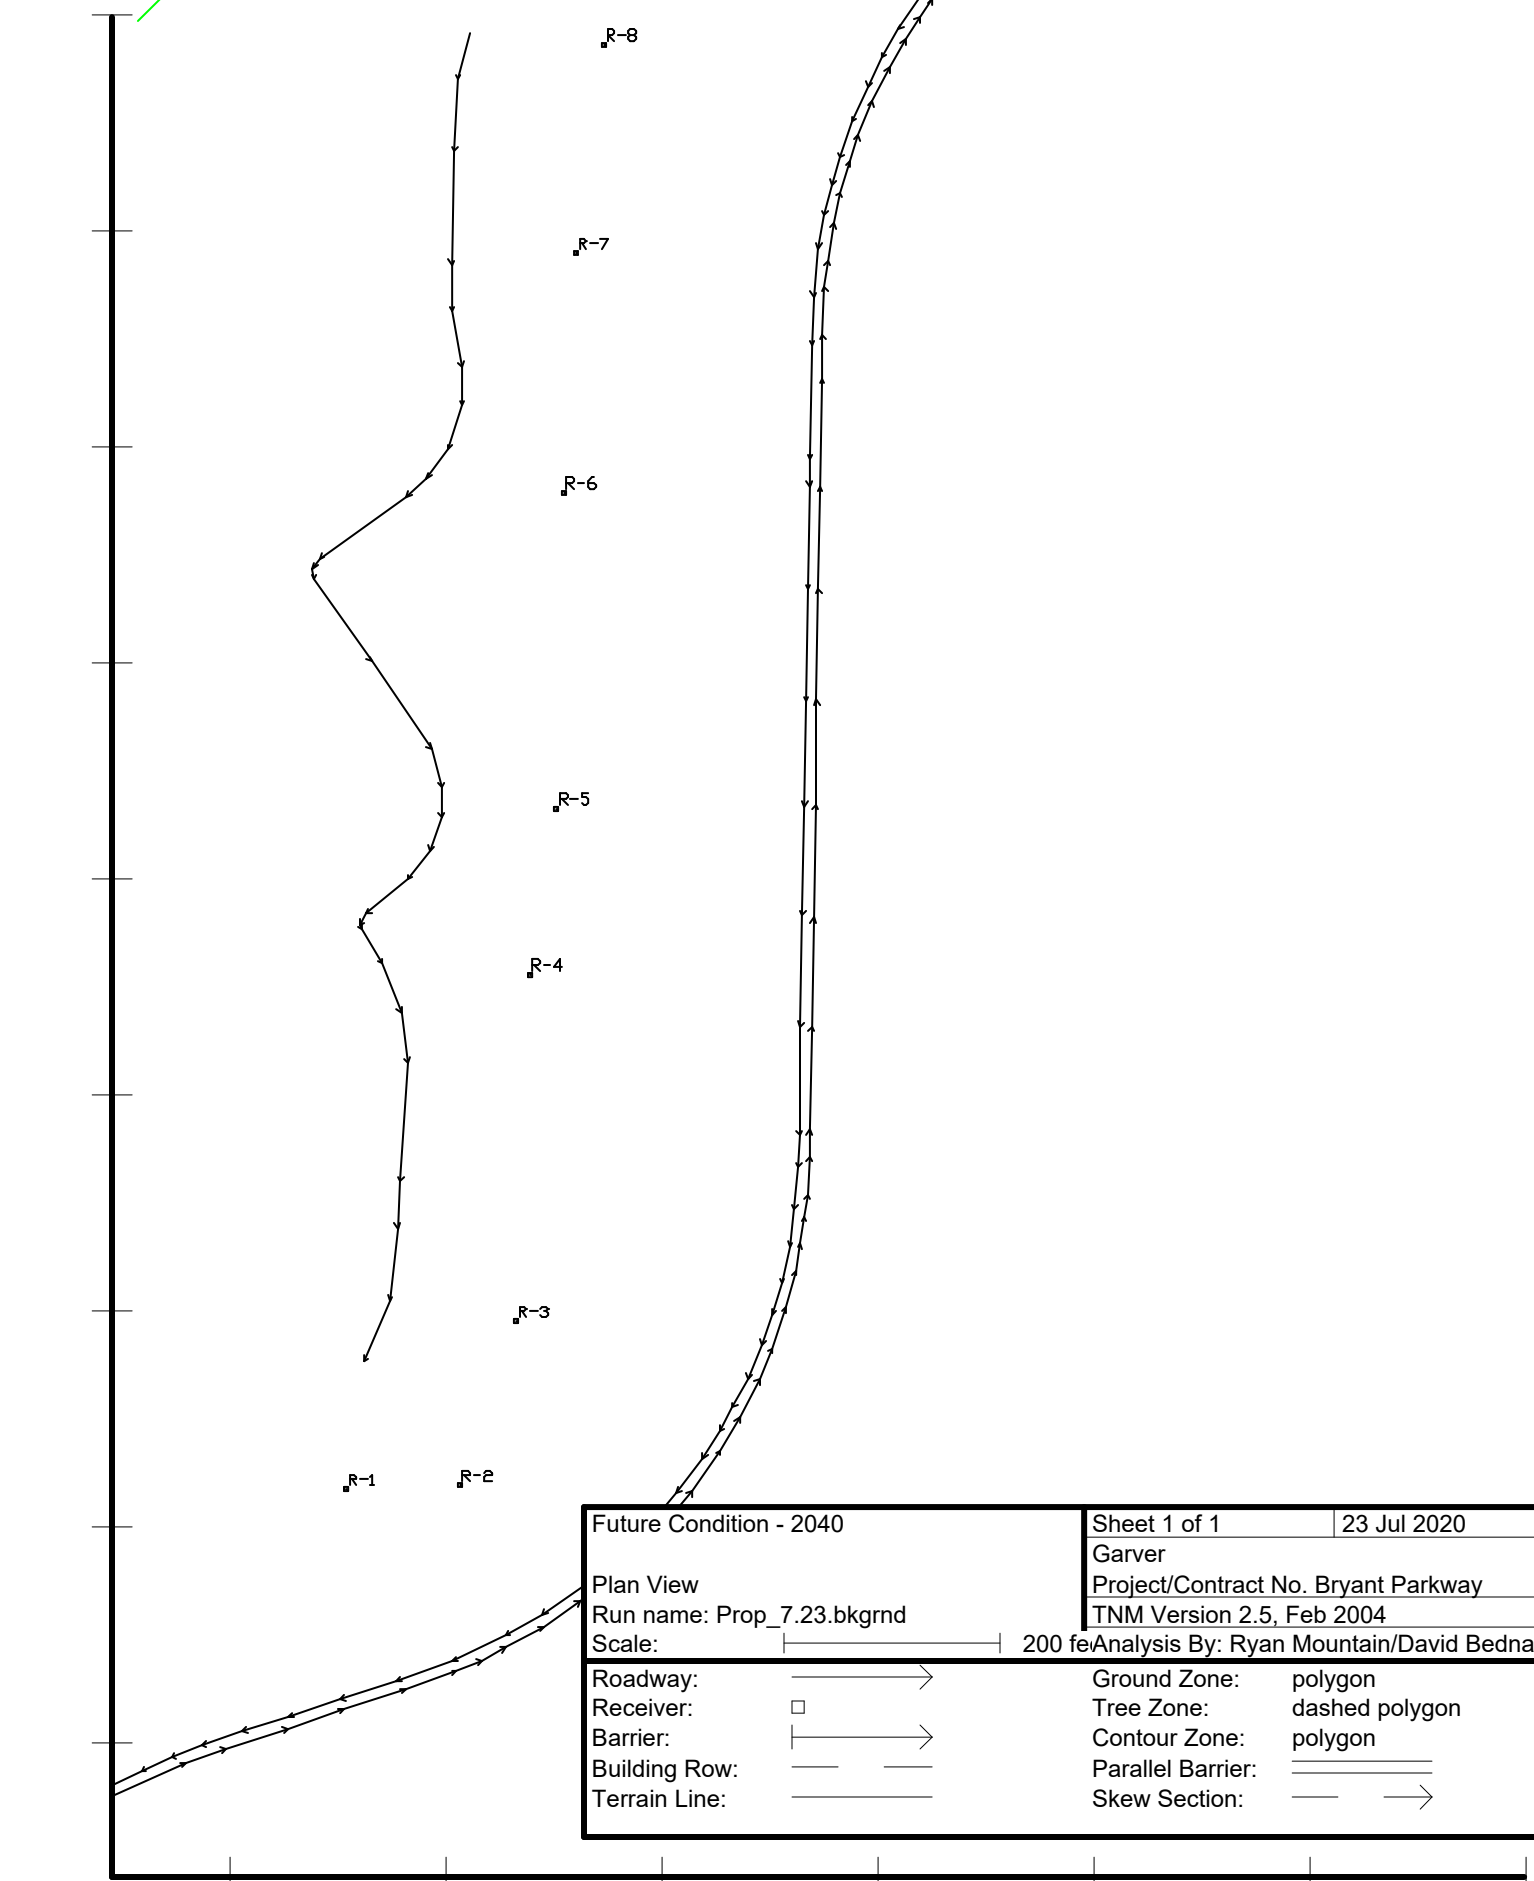 R-8
R-7
R-6
R-5
R-4
R-3
R-1
R-2
Future Condition - 2040
Plan View
Run name: Prop_7.23.bkgrnd
Scale:
200 fe
Sheet 1 of 1
23 Jul 2020
Garver
Project/Contract No. Bryant Parkway
TNM Version 2.5, Feb 2004
Analysis By: Ryan Mountain/David Bedna
Roadway:
Receiver:
Barrier:
Building Row:
Terrain Line:
Ground Zone: polygon
Tree Zone: dashed polygon
Contour Zone: polygon
Parallel Barrier:
Skew Section: